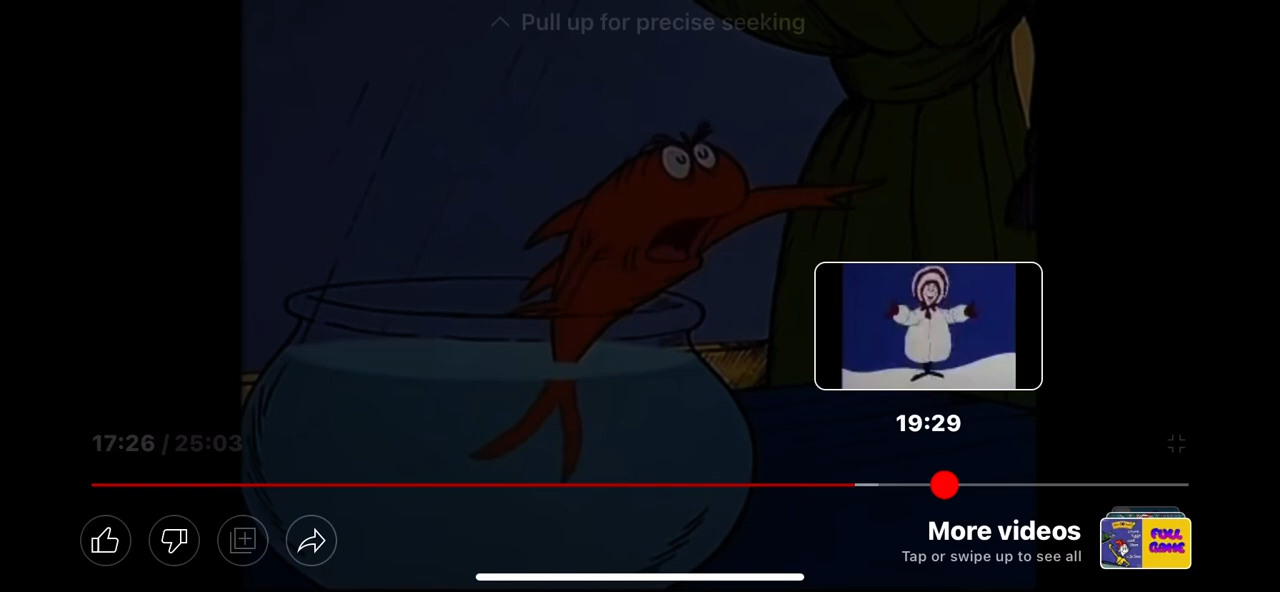 Pull up for precise seeking
19:29
17:26 / 25:03
More videos
Tap or swipe up to see all
FULL
GAME